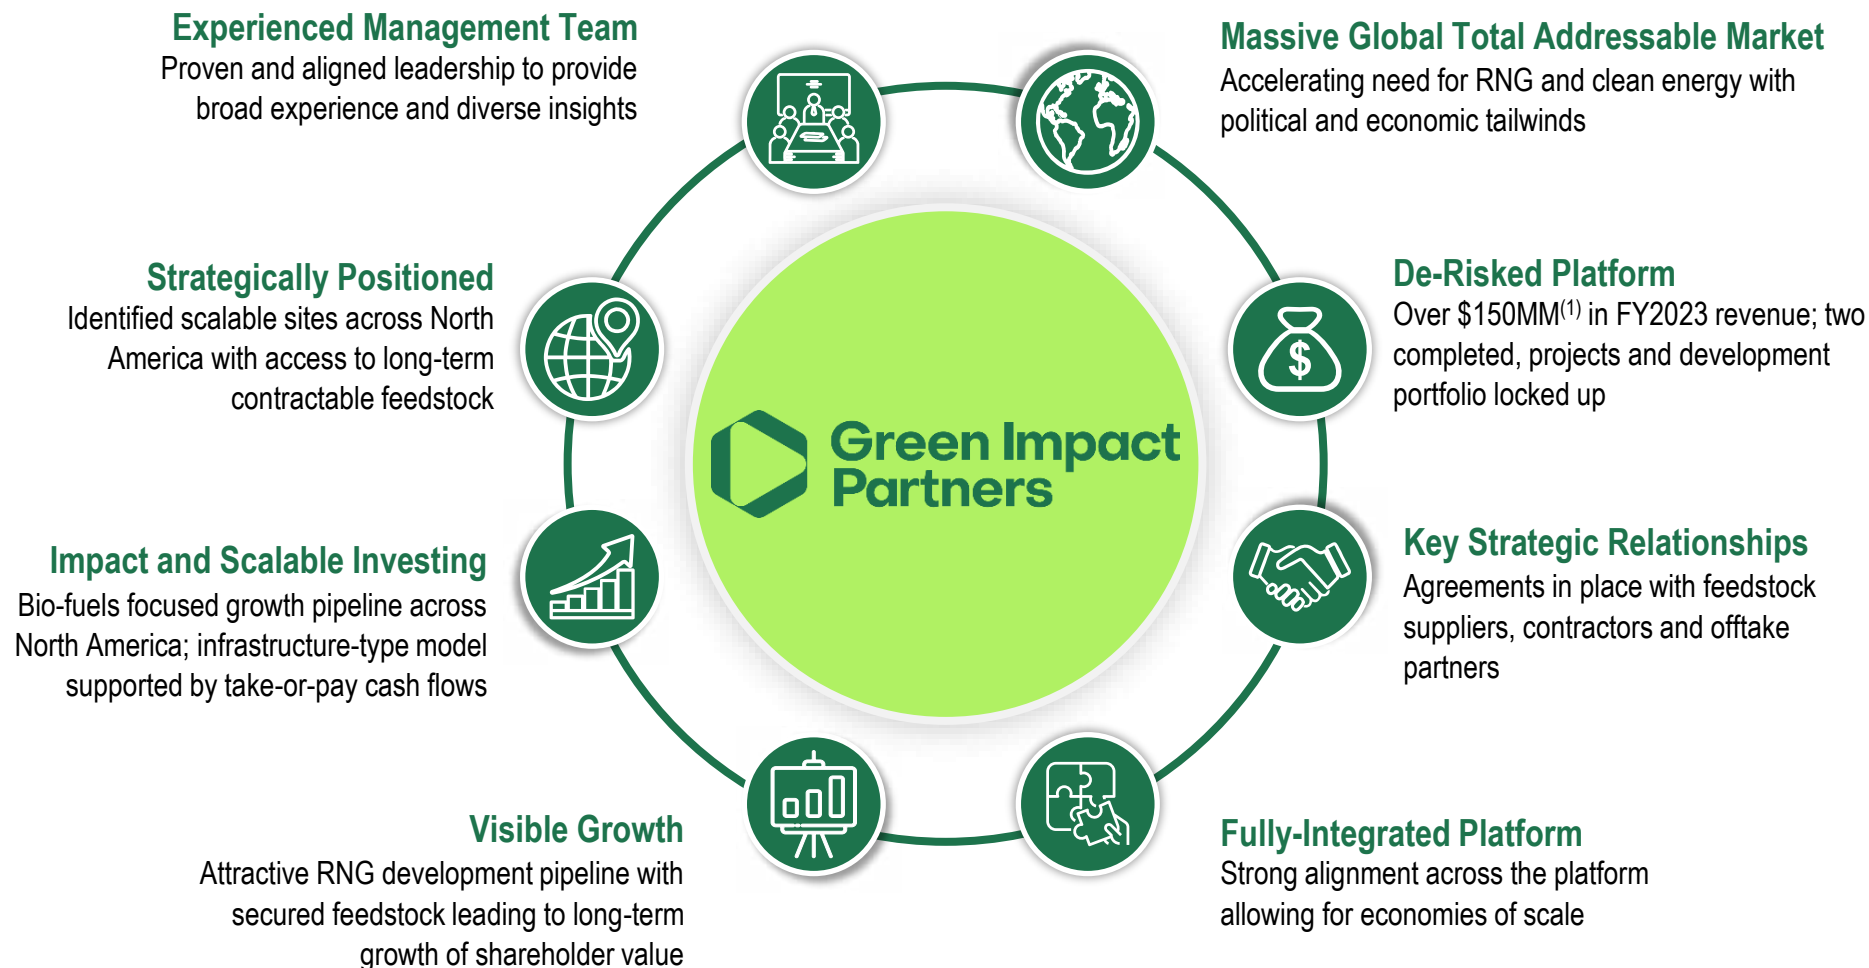 Experienced Management Team
Proven and aligned leadership to provide
broad experience and diverse insights
Massive Global Total Addressable Market
Accelerating need for RNG and clean energy with
political and economic tailwinds
Strategically Positioned
Identified scalable sites across North
America with access to long-term
contractable feedstock
De-Risked Platform
Over $150MM(1) in FY2023 revenue; two
completed, projects and development
portfolio locked up
$
Green Impact
Partners
Impact and Scalable Investing
Bio-fuels focused growth pipeline across
North America; infrastructure-type model
supported by take-or-pay cash flows
Key Strategic Relationships
Agreements in place with feedstock
suppliers, contractors and offtake
partners
Visible Growth
Attractive RNG development pipeline with
secured feedstock leading to long-term
growth of shareholder value
Fully-Integrated Platform
Strong alignment across the platform
allowing for economies of scale